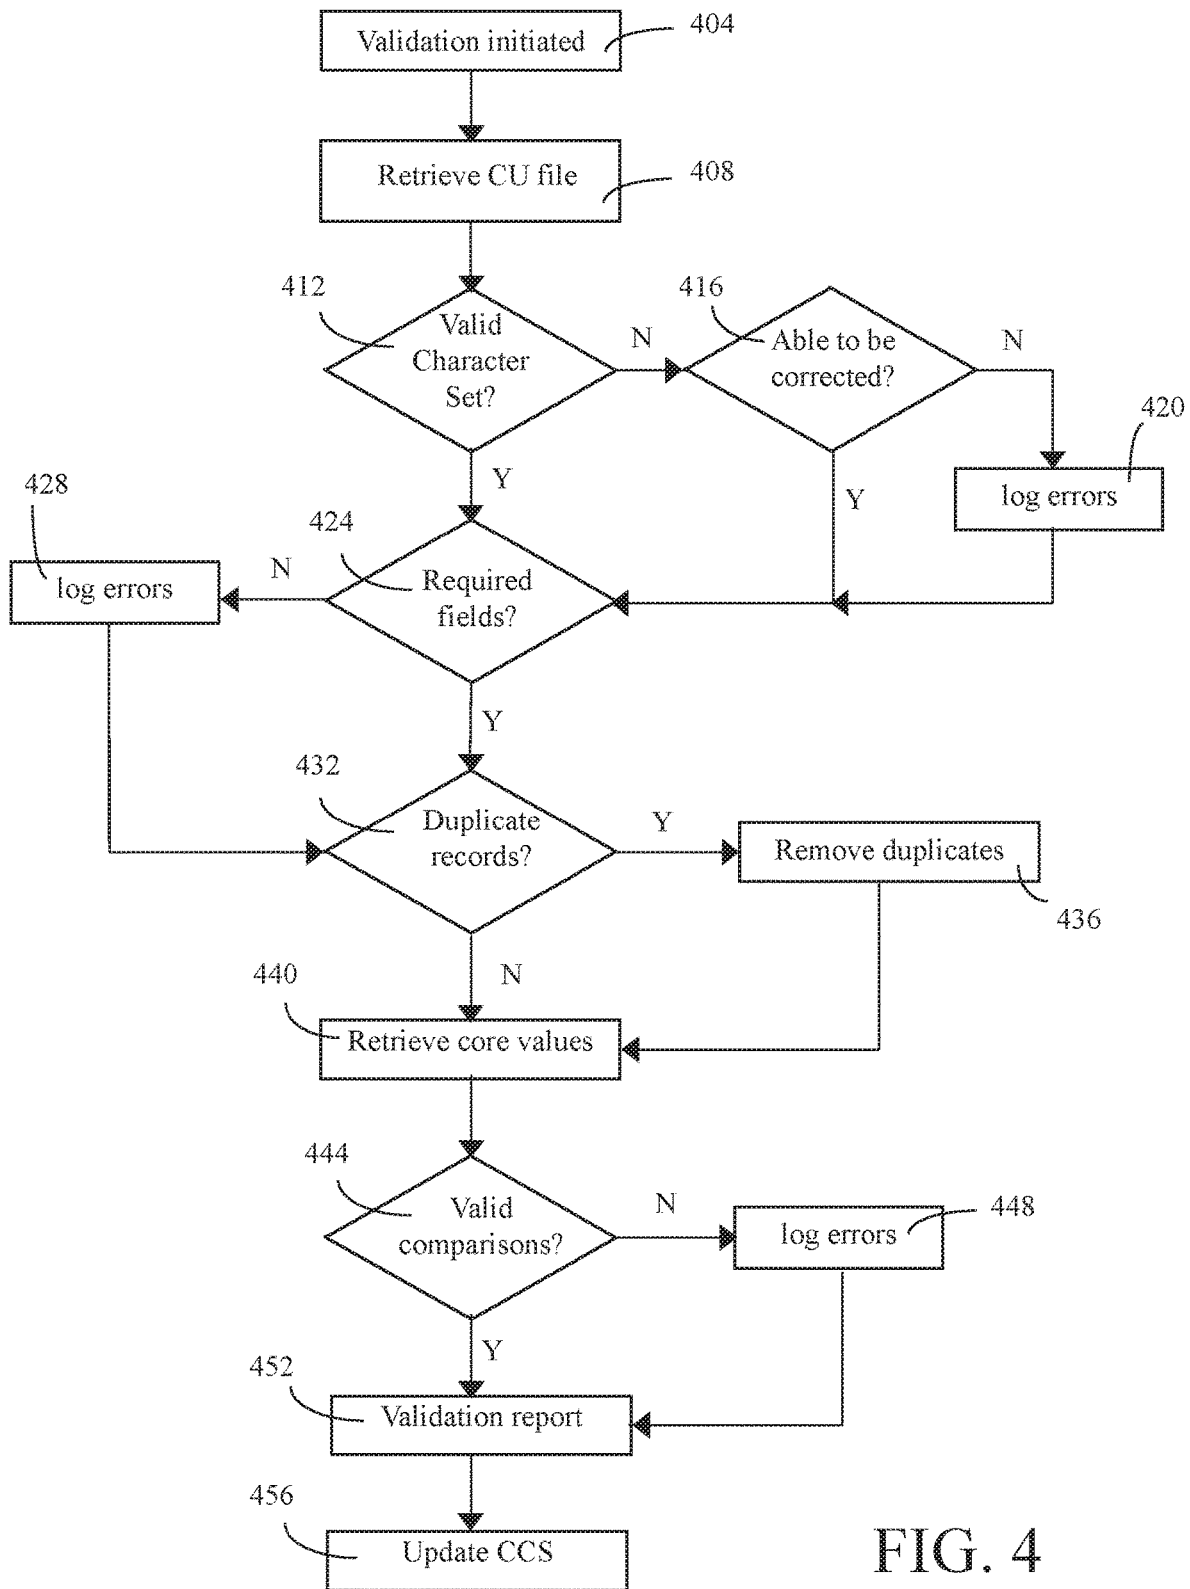 Validation initiated
404
Retrieve CU file
408
412
Valid
Character
Set?
N
416
Able to be
corrected?
N
420
log errors
Y
Y
428
log errors
N
424
Required
fields?
Y
432
Duplicate
records?
Y
Remove duplicates
436
N
440
Retrieve core values
444
Valid
comparisons?
N
log errors
448
Y
452
Validation report
456
Update CCS
FIG. 4